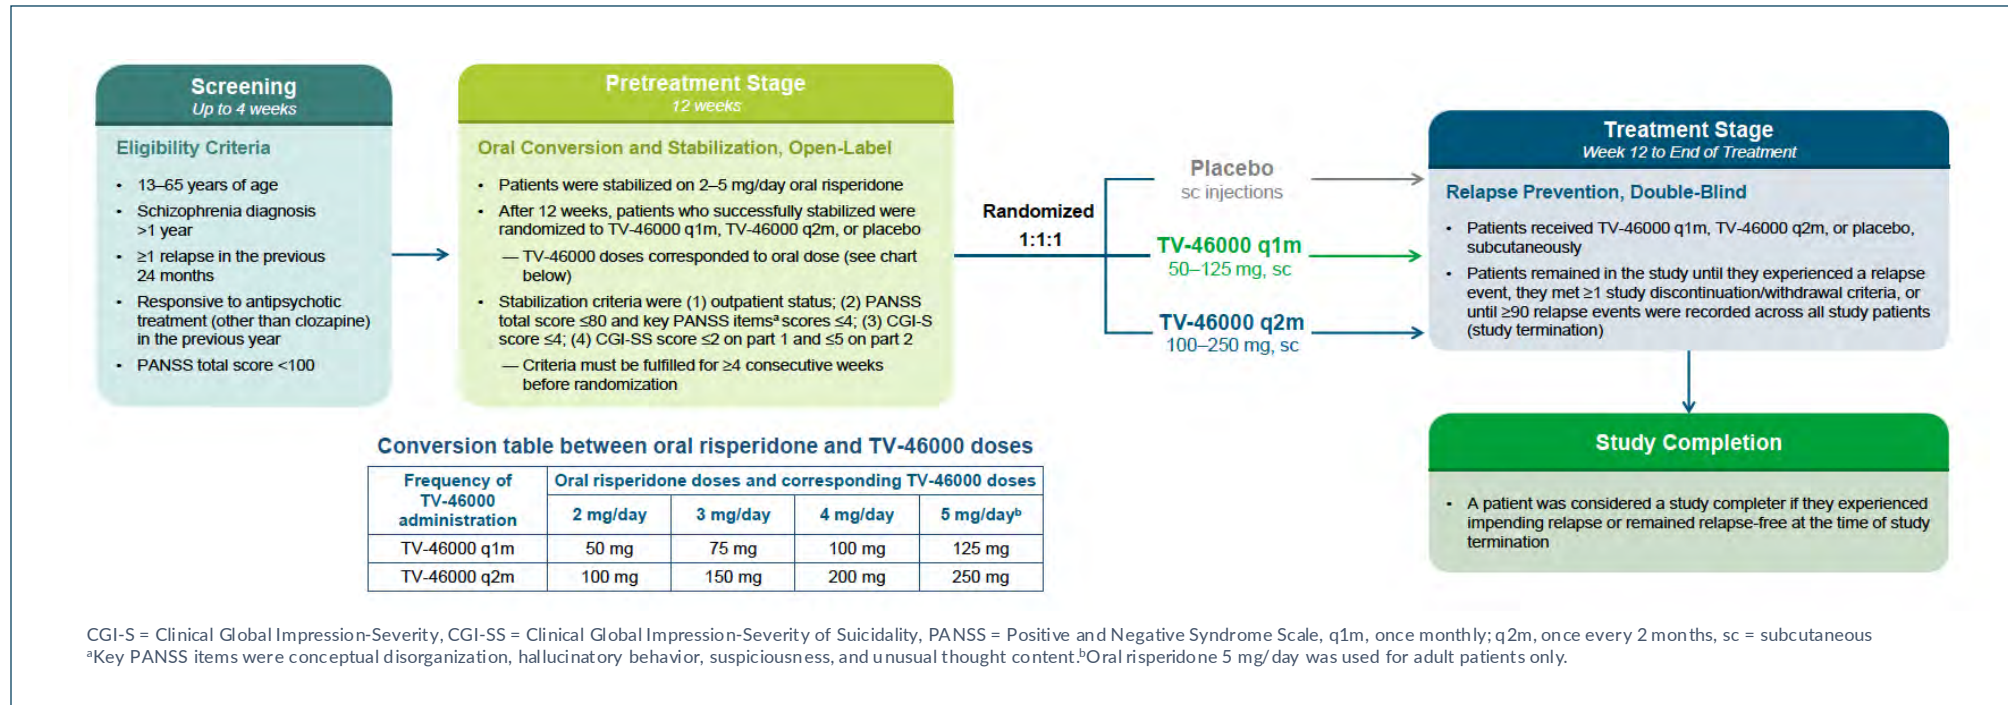 Screening
Up to 4 weeks
Eligibility Criteria
• 13–65 years of age
• Schizophrenia diagnosis
>1 year
• ≥1 relapse in the previous
24 months
• Responsive to antipsychotic
treatment (other than clozapine)
in the previous year
• PANSS total score <100
Pretreatment Stage
12 weeks
Oral Conversion and Stabilization, Open-Label
• Patients were stabilized on 2–5 mg/day oral risperidone
• After 12 weeks, patients who successfully stabilized were
randomized to TV-46000 q1m, TV-46000 q2m, or placebo
— TV-46000 doses corresponded to oral dose (see chart
below)
• Stabilization criteria were (1) outpatient status; (2) PANSS
total score ≤80 and key PANSS itemsᵃ scores ≤4; (3) CGI-S
score ≤4; (4) CGI-SS score ≤2 on part 1 and ≤5 on part 2
— Criteria must be fulfilled for ≥4 consecutive weeks
before randomization
Randomized
1:1:1
Placebo
sc injections
TV-46000 q1m
50–125 mg, sc
TV-46000 q2m
100–250 mg, sc
Treatment Stage
Week 12 to End of Treatment
Relapse Prevention, Double-Blind
• Patients received TV-46000 q1m, TV-46000 q2m, or placebo,
subcutaneously
• Patients remained in the study until they experienced a relapse
event, they met ≥1 study discontinuation/withdrawal criteria, or
until ≥90 relapse events were recorded across all study patients
(study termination)
Study Completion
• A patient was considered a study completer if they experienced
impending relapse or remained relapse-free at the time of study
termination
Conversion table between oral risperidone and TV-46000 doses
Frequency of
TV-46000
administration
Oral risperidone doses and corresponding TV-46000 doses
2 mg/day 3 mg/day 4 mg/day 5 mg/dayᵇ
TV-46000 q1m 50 mg 75 mg 100 mg 125 mg
TV-46000 q2m 100 mg 150 mg 200 mg 250 mg
CGI-S = Clinical Global Impression-Severity, CGI-SS = Clinical Global Impression-Severity of Suicidality, PANSS = Positive and Negative Syndrome Scale, q1m, once monthly; q2m, once every 2 months, sc = subcutaneous
ᵃKey PANSS items were conceptual disorganization, hallucinatory behavior, suspiciousness, and unusual thought content.ᵇOral risperidone 5 mg/day was used for adult patients only.